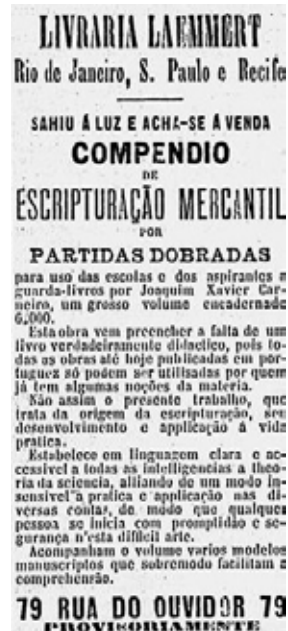 LIVRARIA LAEMMERT
Rio de Janeiro, S. Paulo e Recife
SAHIU Á LUZ E ACHA-SE Á VENDA
COMPENDIO
DE
ESCRIPTURAÇÃO MERCANTIL
POR
PARTIDAS DOBRADAS
para uso das escolas e dos aspirantes a
guarda-livros por Joaquim Xavier Car-
neiro, um grosso volume encadernado
6,000.
Esta obra vem preencher a falta de um
livro verdadeiramente didactico, pois to-
das as obras até hoje publicadas em por-
tuguez só podem ser utilisadas por quem
já tem algumas noções da materia.
Não assim o presente trabalho, que
trata da origem da escripturação, seu
desenvolvimento e applicação á vida
pratica.
Estabelece em linguagem clara e ac-
cessivel a todas as intelligencias a theo-
ria da sciencia, alliando de um modo in-
sensivel a pratica e applicação nas di-
versas contas, de modo que qualquer
pessoa se inicia com promptidão e se-
gurança n'esta difficil arte.
Acompanham o volume varios modelos
manuscriptos que sobremodo facilitam a
comprehensão.
79 RUA DO OUVIDOR 79
PROVISORIAMENTE